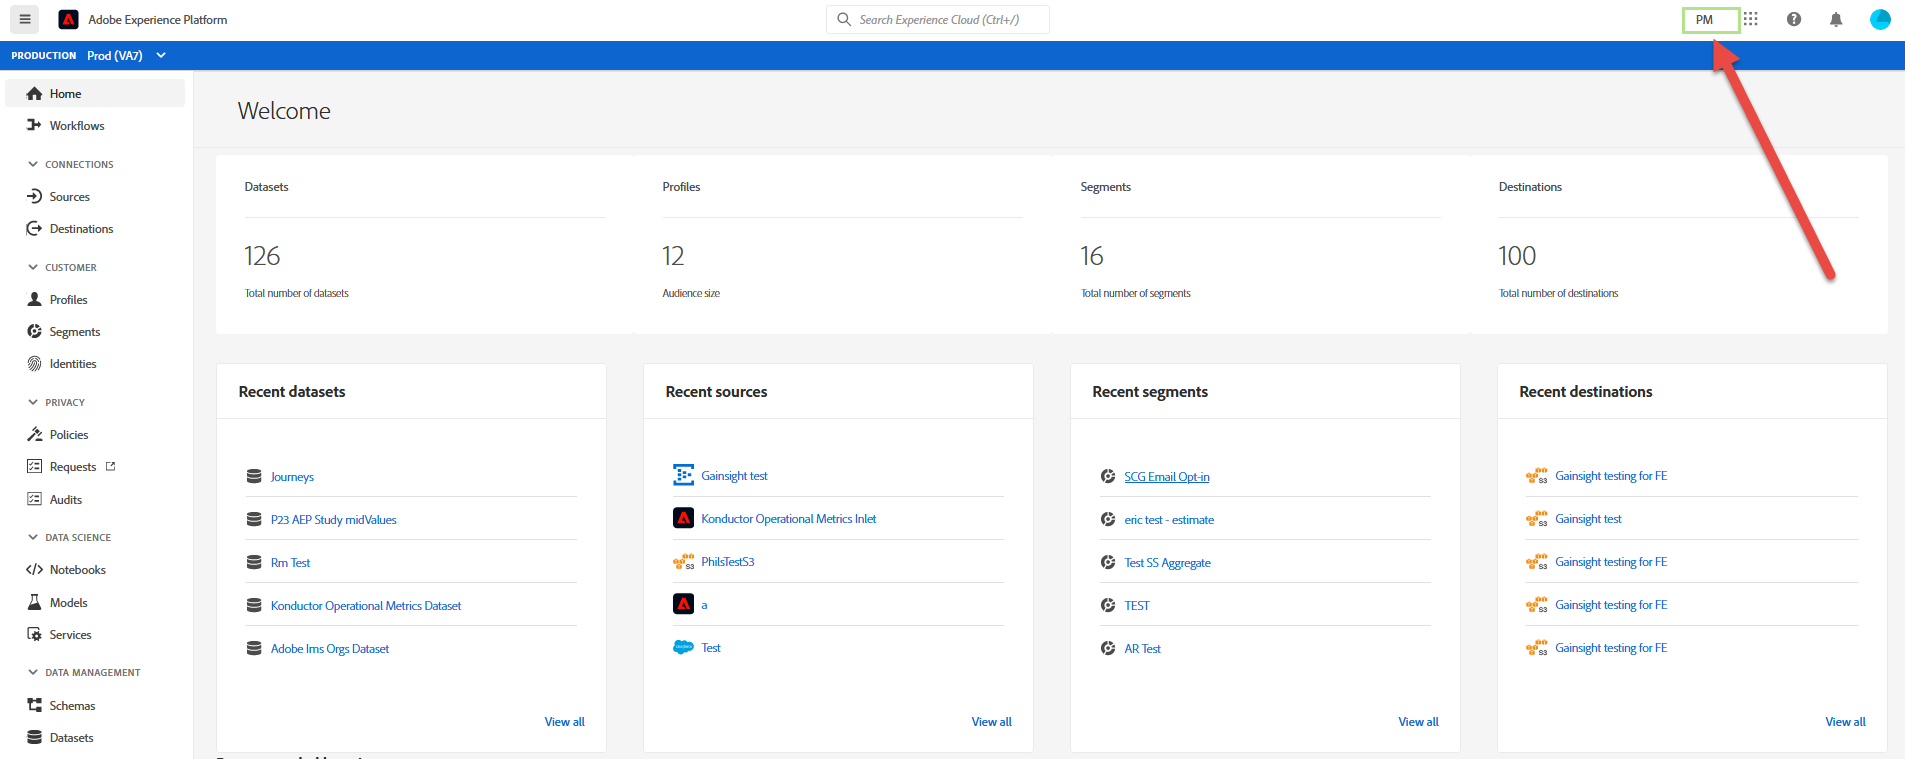 Adobe Experience Platform
Search Experience Cloud (Ctrl+/)
PM
PRODUCTION Prod (VA7)
Home
Workflows
CONNECTIONS
Sources
Destinations
CUSTOMER
Profiles
Segments
Identities
PRIVACY
Policies
Requests
Audits
DATA SCIENCE
Notebooks
Models
Services
DATA MANAGEMENT
Schemas
Datasets
Welcome
Datasets
126
Total number of datasets
Profiles
12
Audience size
Segments
16
Total number of segments
Destinations
100
Total number of destinations
Recent datasets
Journeys
P23 AEP Study midValues
Rm Test
Konductor Operational Metrics Dataset
Adobe Ims Orgs Dataset
View all
Recent sources
Gainsight test
Konductor Operational Metrics Inlet
S3
PhilsTestS3
a
Test
View all
Recent segments
SCG Email Opt-in
eric test - estimate
Test SS Aggregate
TEST
AR Test
View all
Recent destinations
S3
Gainsight testing for FE
S3
Gainsight test
S3
Gainsight testing for FE
S3
Gainsight testing for FE
S3
Gainsight testing for FE
View all